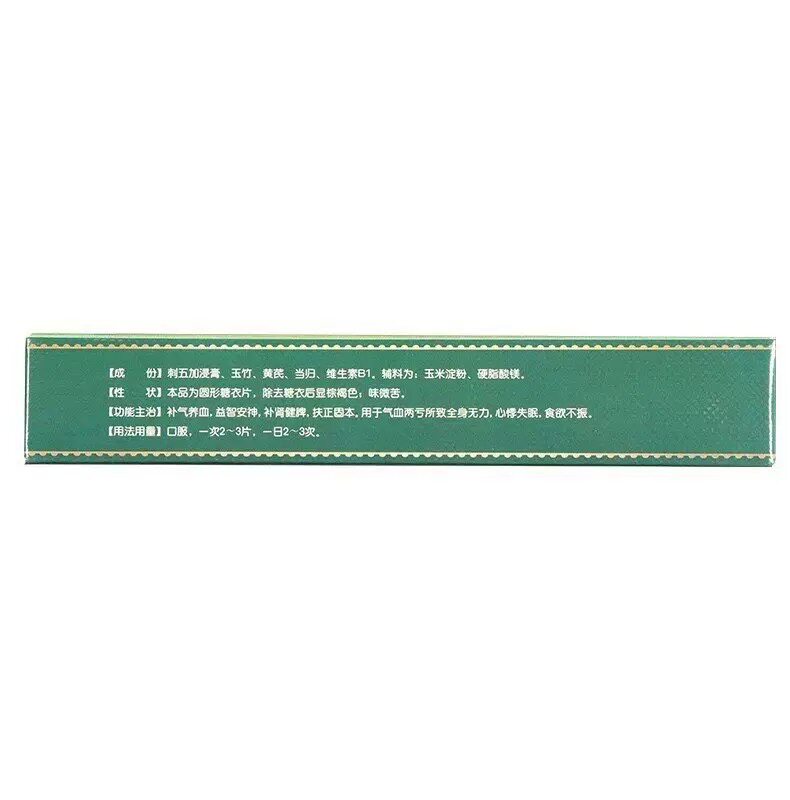 【成　份】刺五加浸膏、玉竹、黄芪、当归、维生素B1。辅料为：玉米淀粉、硬脂酸镁。
【性　状】本品为圆形糖衣片，除去糖衣后显棕褐色；味微苦。
【功能主治】补气养血，益智安神，补肾健脾，扶正固本，用于气血两亏所致全身无力，心悸失眠，食欲不振。
【用法用量】口服，一次2～3片，一日2～3次。